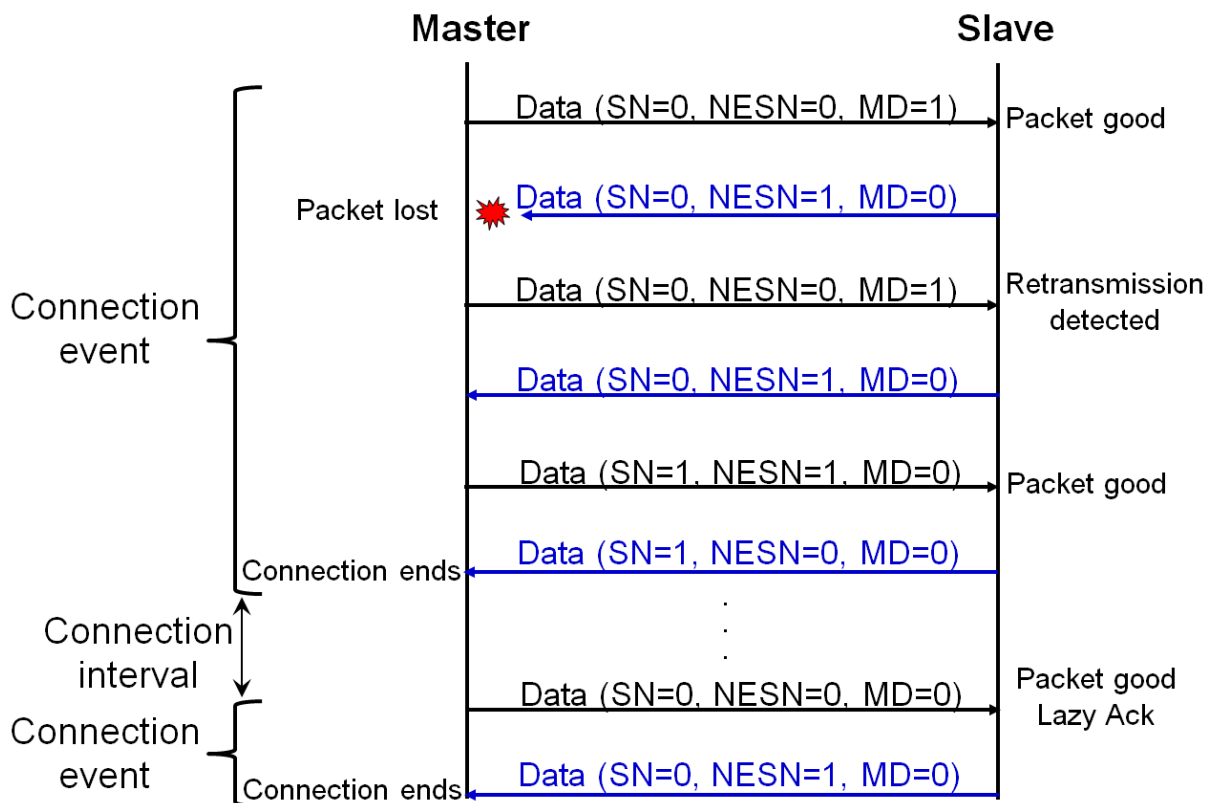 Master
Slave
Data (SN=0, NESN=0, MD=1)
Packet good
Data (SN=0, NESN=1, MD=0)
Packet lost
Data (SN=0, NESN=0, MD=1)
Retransmission
detected
Connection
event
Data (SN=0, NESN=1, MD=0)
Data (SN=1, NESN=1, MD=0)
Packet good
Data (SN=1, NESN=0, MD=0)
Connection ends
Connection
interval
Data (SN=0, NESN=0, MD=0)
Packet good
Lazy Ack
Connection
event
Data (SN=0, NESN=1, MD=0)
Connection ends